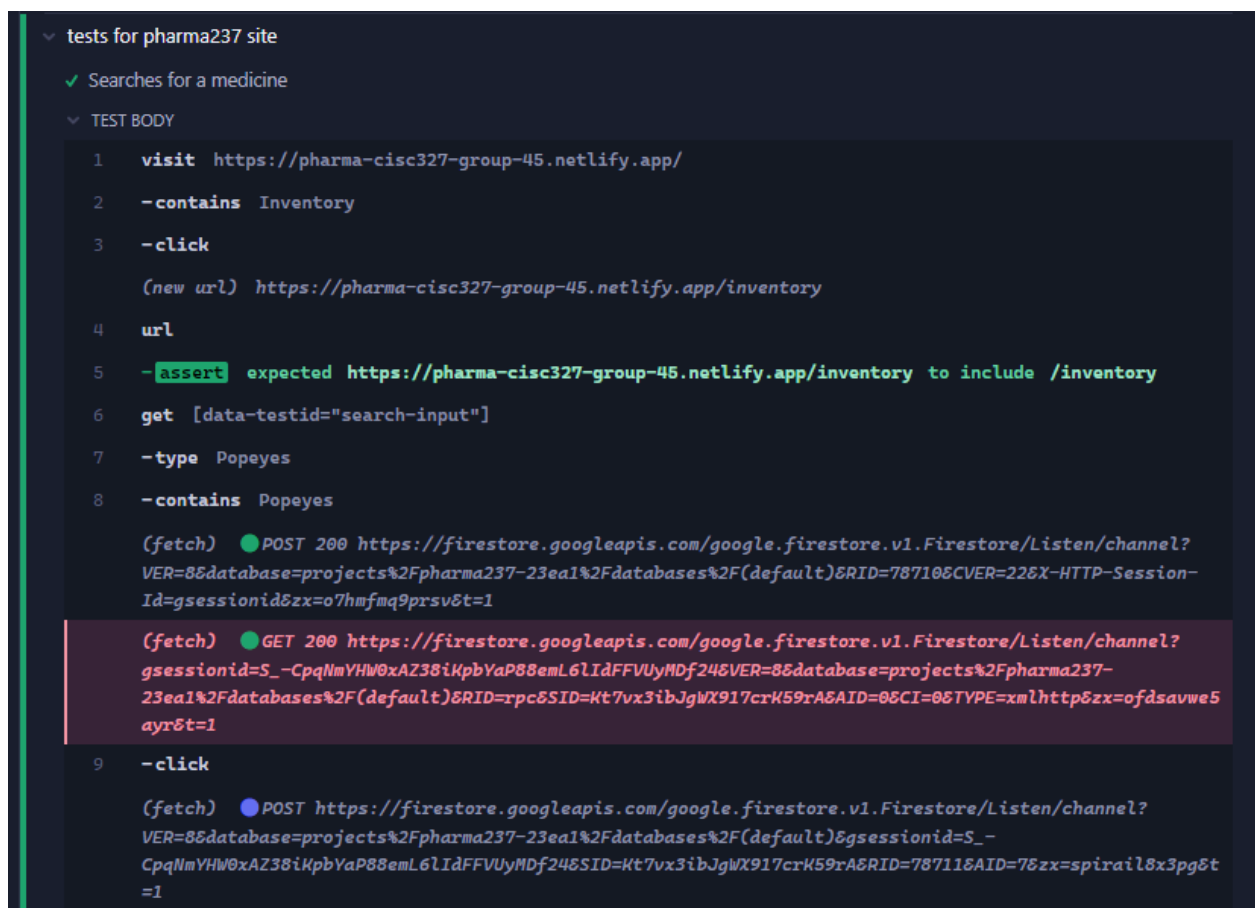 tests for pharma237 site
Searches for a medicine
TEST BODY
1 visit https://pharma-cisc327-group-45.netlify.app/
2 -contains Inventory
3 -click
(new url) https://pharma-cisc327-group-45.netlify.app/inventory
4 url
5 -assert expected https://pharma-cisc327-group-45.netlify.app/inventory to include /inventory
6 get [data-testid="search-input"]
7 -type Popeyes
8 -contains Popeyes
(fetch) POST 200 https://firestore.googleapis.com/google.firestore.v1.Firestore/Listen/channel?
VER=8&database=projects%2Fpharma237-23ea1%2Fdatabases%2F(default)&RID=78710&CVER=22&X-HTTP-Session-
Id=gsessionid&zx=o7hmfmq9prsv&t=1
(fetch) GET 200 https://firestore.googleapis.com/google.firestore.v1.Firestore/Listen/channel?
gsessionid=S_-CpqNmYHW0xAZ38iKpbYaP88emL6lIdFFVUyMDf24&VER=8&database=projects%2Fpharma237-
23ea1%2Fdatabases%2F(default)&RID=rpc&SID=Kt7vx3ibJgWX917crK59rA&AID=0&CI=0&TYPE=xmlhttp&zx=ofdsavwe5
ayr&t=1
9 -click
(fetch) POST https://firestore.googleapis.com/google.firestore.v1.Firestore/Listen/channel?
VER=8&database=projects%2Fpharma237-23ea1%2Fdatabases%2F(default)&gsessionid=S_-
CpqNmYHW0xAZ38iKpbYaP88emL6lIdFFVUyMDf24&SID=Kt7vx3ibJgWX917crK59rA&RID=78711&AID=7&zx=spirail8x3pg&t
=1